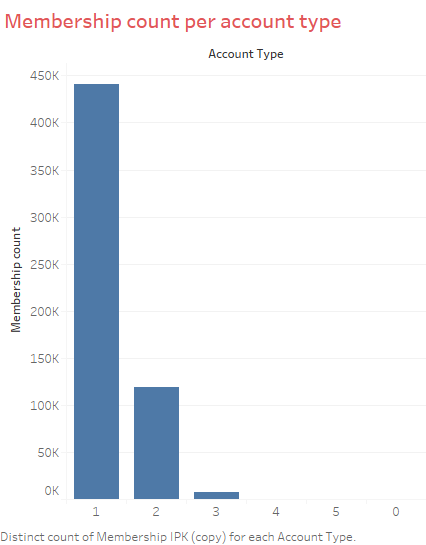 Membership count per account type
Account Type
Membership count
450K
400K
350K
300K
250K
200K
150K
100K
50K
0K
1 2 3 4 5 0
Distinct count of Membership IPK (copy) for each Account Type.